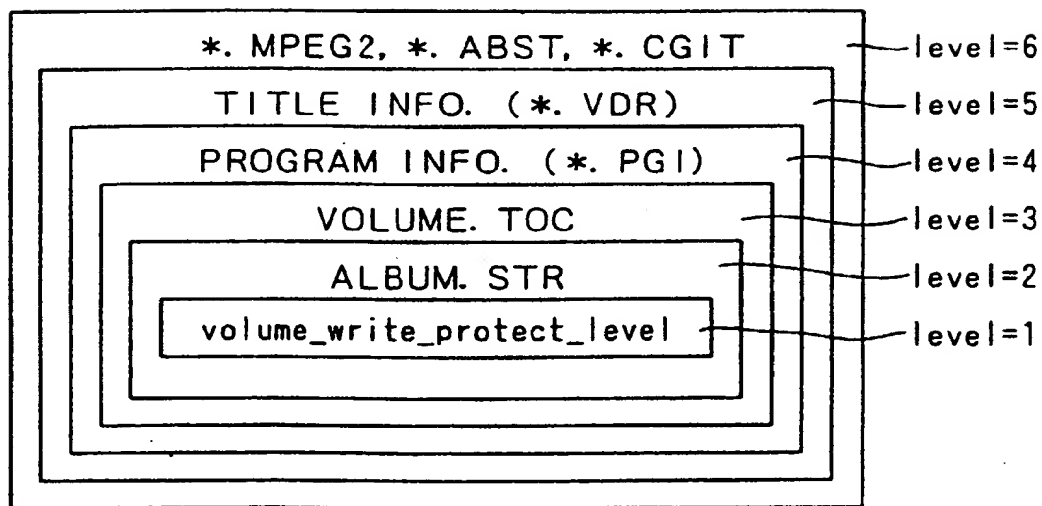 *. MPEG2, *. ABST, *. CGIT level=6
TITLE INFO. (*. VDR) level=5
PROGRAM INFO. (*. PGI) level=4
VOLUME. TOC level=3
ALBUM. STR level=2
volume_write_protect_level level=1